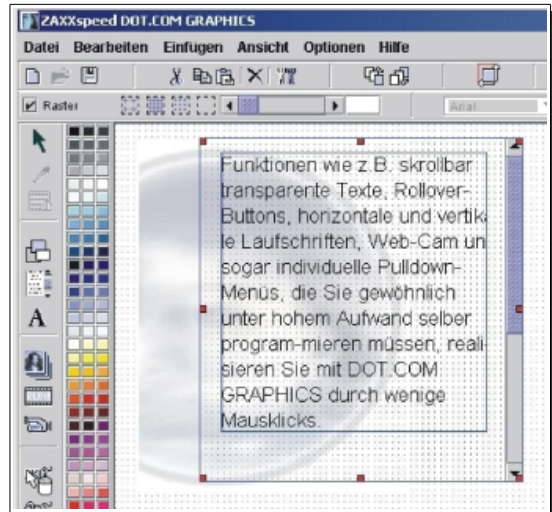 ZAXXspeed DOT.COM GRAPHICS
Datei Bearbeiten Einfugen Ansicht Optionen Hilfe
Raster
Arial
Funktionen wie z.B. skrollbar
transparente Texte, Rollover-
Buttons, horizontale und vertik
le Laufschriften, Web-Cam un
sogar individuelle Pulldown-
Menüs, die Sie gewöhnlich
unter hohem Aufwand selber
program-mieren müssen, reali
sieren Sie mit DOT.COM
GRAPHICS durch wenige
Mausklicks.
A